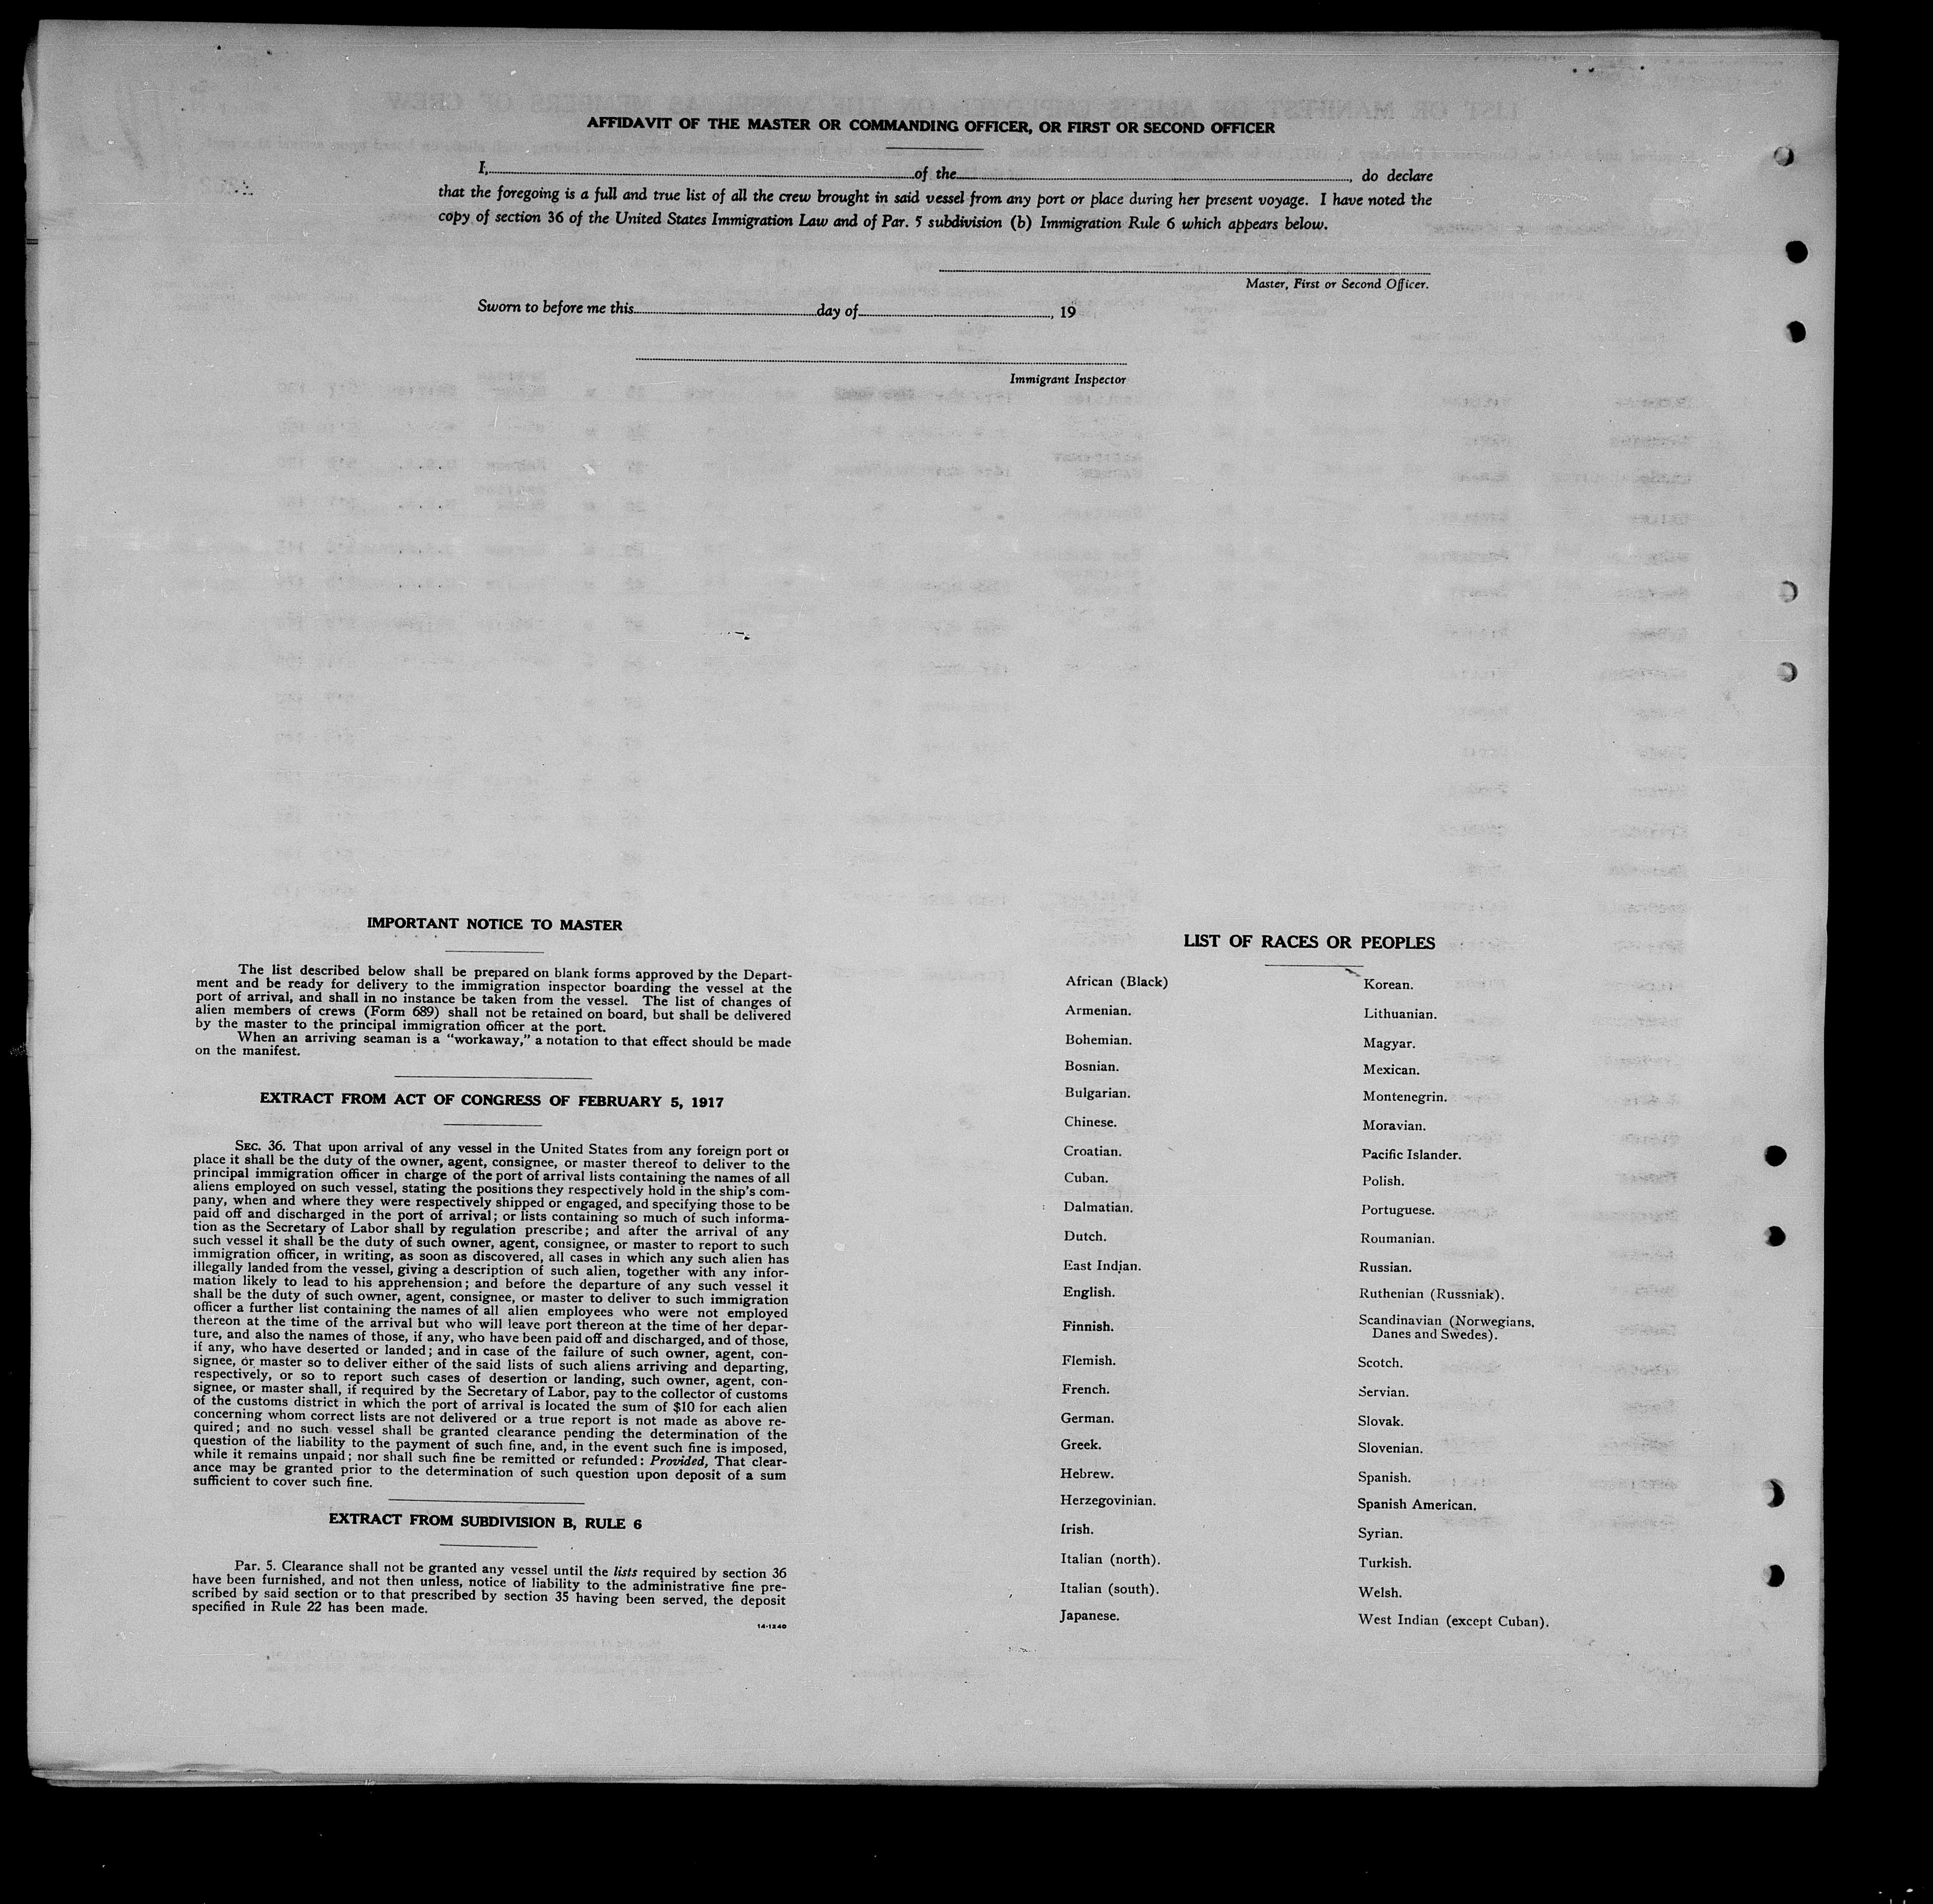 AFFIDAVIT OF THE MASTER OR COMMANDING OFFICER, OR FIRST OR SECOND OFFICER
I, of the , do declare
that the foregoing is a full and true list of all the crew brought in said vessel from any port or place during her present voyage. I have noted the
copy of section 36 of the United States Immigration Law and of Par. 5 subdivision (b) Immigration Rule 6 which appears below.
Master, First or Second Officer.
Sworn to before me this day of , 19
Immigrant Inspector
IMPORTANT NOTICE TO MASTER
The list described below shall be prepared on blank forms approved by the Depart-
ment and be ready for delivery to the immigration inspector boarding the vessel at the
port of arrival, and shall in no instance be taken from the vessel. The list of changes of
alien members of crews (Form 689) shall not be retained on board, but shall be delivered
by the master to the principal immigration officer at the port.
When an arriving seaman is a "workaway," a notation to that effect should be made
on the manifest.
EXTRACT FROM ACT OF CONGRESS OF FEBRUARY 5, 1917
SEC. 36. That upon arrival of any vessel in the United States from any foreign port or
place it shall be the duty of the owner, agent, consignee, or master thereof to deliver to the
principal immigration officer in charge of the port of arrival lists containing the names of all
aliens employed on such vessel, stating the positions they respectively hold in the ship's com-
pany, when and where they were respectively shipped or engaged, and specifying those to be
paid off and discharged in the port of arrival; or lists containing so much of such informa-
tion as the Secretary of Labor shall by regulation prescribe; and after the arrival of any
such vessel it shall be the duty of such owner, agent, consignee, or master to report to such
immigration officer, in writing, as soon as discovered, all cases in which any such alien has
illegally landed from the vessel, giving a description of such alien, together with any infor-
mation likely to lead to his apprehension; and before the departure of any such vessel it
shall be the duty of such owner, agent, consignee, or master to deliver to such immigration
officer a further list containing the names of all alien employees who were not employed
thereon at the time of the arrival but who will leave port thereon at the time of her depar-
ture, and also the names of those, if any, who have been paid off and discharged, and of those,
if any, who have deserted or landed; and in case of the failure of such owner, agent, con-
signee, or master so to deliver either of the said lists of such aliens arriving and departing,
respectively, or so to report such cases of desertion or landing, such owner, agent, con-
signee, or master shall, if required by the Secretary of Labor, pay to the collector of customs
of the customs district in which the port of arrival is located the sum of $10 for each alien
concerning whom correct lists are not delivered or a true report is not made as above re-
quired; and no such vessel shall be granted clearance pending the determination of the
question of the liability to the payment of such fine, and, in the event such fine is imposed,
while it remains unpaid; nor shall such fine be remitted or refunded: Provided, That clear-
ance may be granted prior to the determination of such question upon deposit of a sum
sufficient to cover such fine.
EXTRACT FROM SUBDIVISION B, RULE 6
Par. 5. Clearance shall not be granted any vessel until the lists required by section 36
have been furnished, and not then unless, notice of liability to the administrative fine pre-
scribed by said section or to that prescribed by section 35 having been served, the deposit
specified in Rule 22 has been made.
14-1240
LIST OF RACES OR PEOPLES
African (Black)
Armenian.
Bohemian.
Bosnian.
Bulgarian.
Chinese.
Croatian.
Cuban.
Dalmatian.
Dutch.
East Indian.
English.
Finnish.
Flemish.
French.
German.
Greek.
Hebrew.
Herzegovinian.
Irish.
Italian (north).
Italian (south).
Japanese.
Korean.
Lithuanian.
Magyar.
Mexican.
Montenegrin.
Moravian.
Pacific Islander.
Polish.
Portuguese.
Roumanian.
Russian.
Ruthenian (Russniak).
Scandinavian (Norwegians,
Danes and Swedes).
Scotch.
Servian.
Slovak.
Slovenian.
Spanish.
Spanish American.
Syrian.
Turkish.
Welsh.
West Indian (except Cuban).